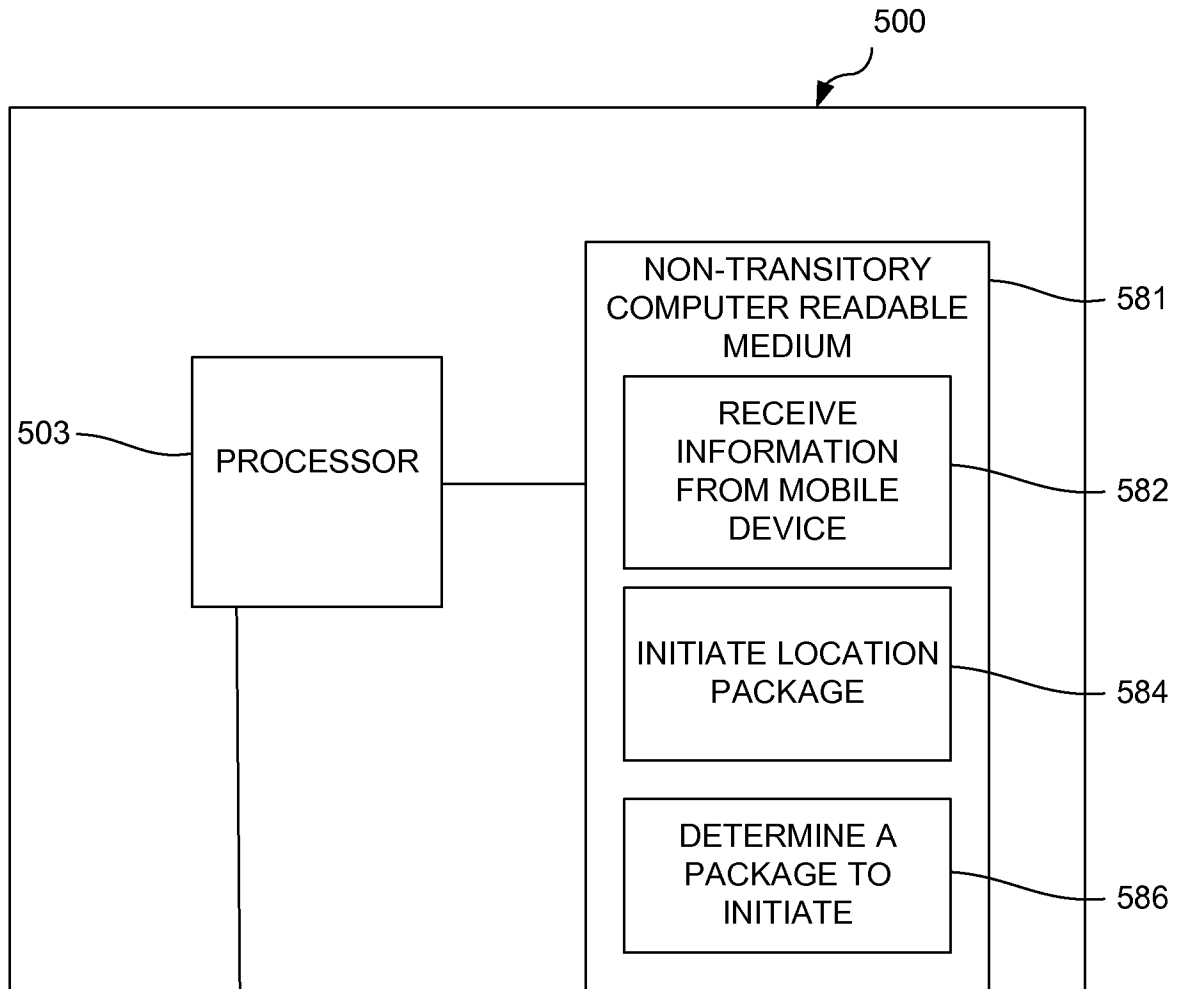 500
NON-TRANSITORY
COMPUTER READABLE
MEDIUM
581
503
PROCESSOR
RECEIVE
INFORMATION
FROM MOBILE
DEVICE
582
INITIATE LOCATION
PACKAGE
584
DETERMINE A
PACKAGE TO
INITIATE
586